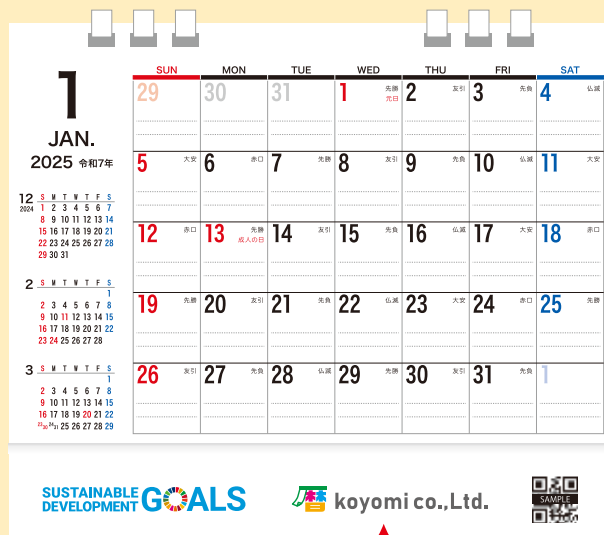 1
JAN.
2025 令和7年
SUN MON TUE WED THU FRI SAT
29 30 31 1 先勝 元日 2 友引 3 先負 4 仏滅
5 大安 6 赤口 7 先勝 8 友引 9 先負 10 仏滅 11 大安
12 赤口 13 先勝 成人の日 14 友引 15 先負 16 仏滅 17 大安 18 赤口
19 先勝 20 友引 21 先負 22 仏滅 23 大安 24 赤口 25 先勝
26 友引 27 先負 28 仏滅 29 先勝 30 友引 31 先負 1
12 2024 S M T W T F S
1 2 3 4 5 6 7
8 9 10 11 12 13 14
15 16 17 18 19 20 21
22 23 24 25 26 27 28
29 30 31
2 S M T W T F S
1
2 3 4 5 6 7 8
9 10 11 12 13 14 15
16 17 18 19 20 21 22
23 24 25 26 27 28
3 S M T W T F S
1
2 3 4 5 6 7 8
9 10 11 12 13 14 15
16 17 18 19 20 21 22
23/30 24/31 25 26 27 28 29
SUSTAINABLE DEVELOPMENT GOALS
暦 koyomi co.,Ltd.
SAMPLE